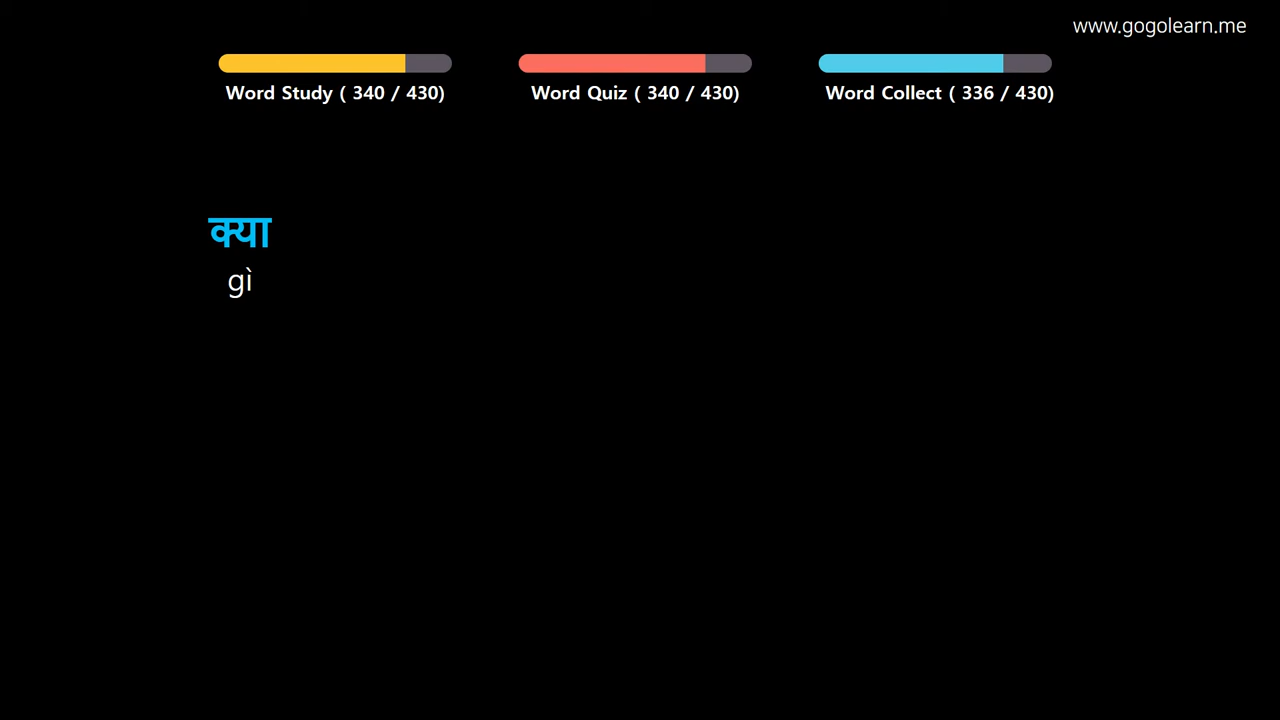 www.gogolearn.me
Word Study ( 340 / 430)
Word Quiz ( 340 / 430)
Word Collect ( 336 / 430)
क्या
gì